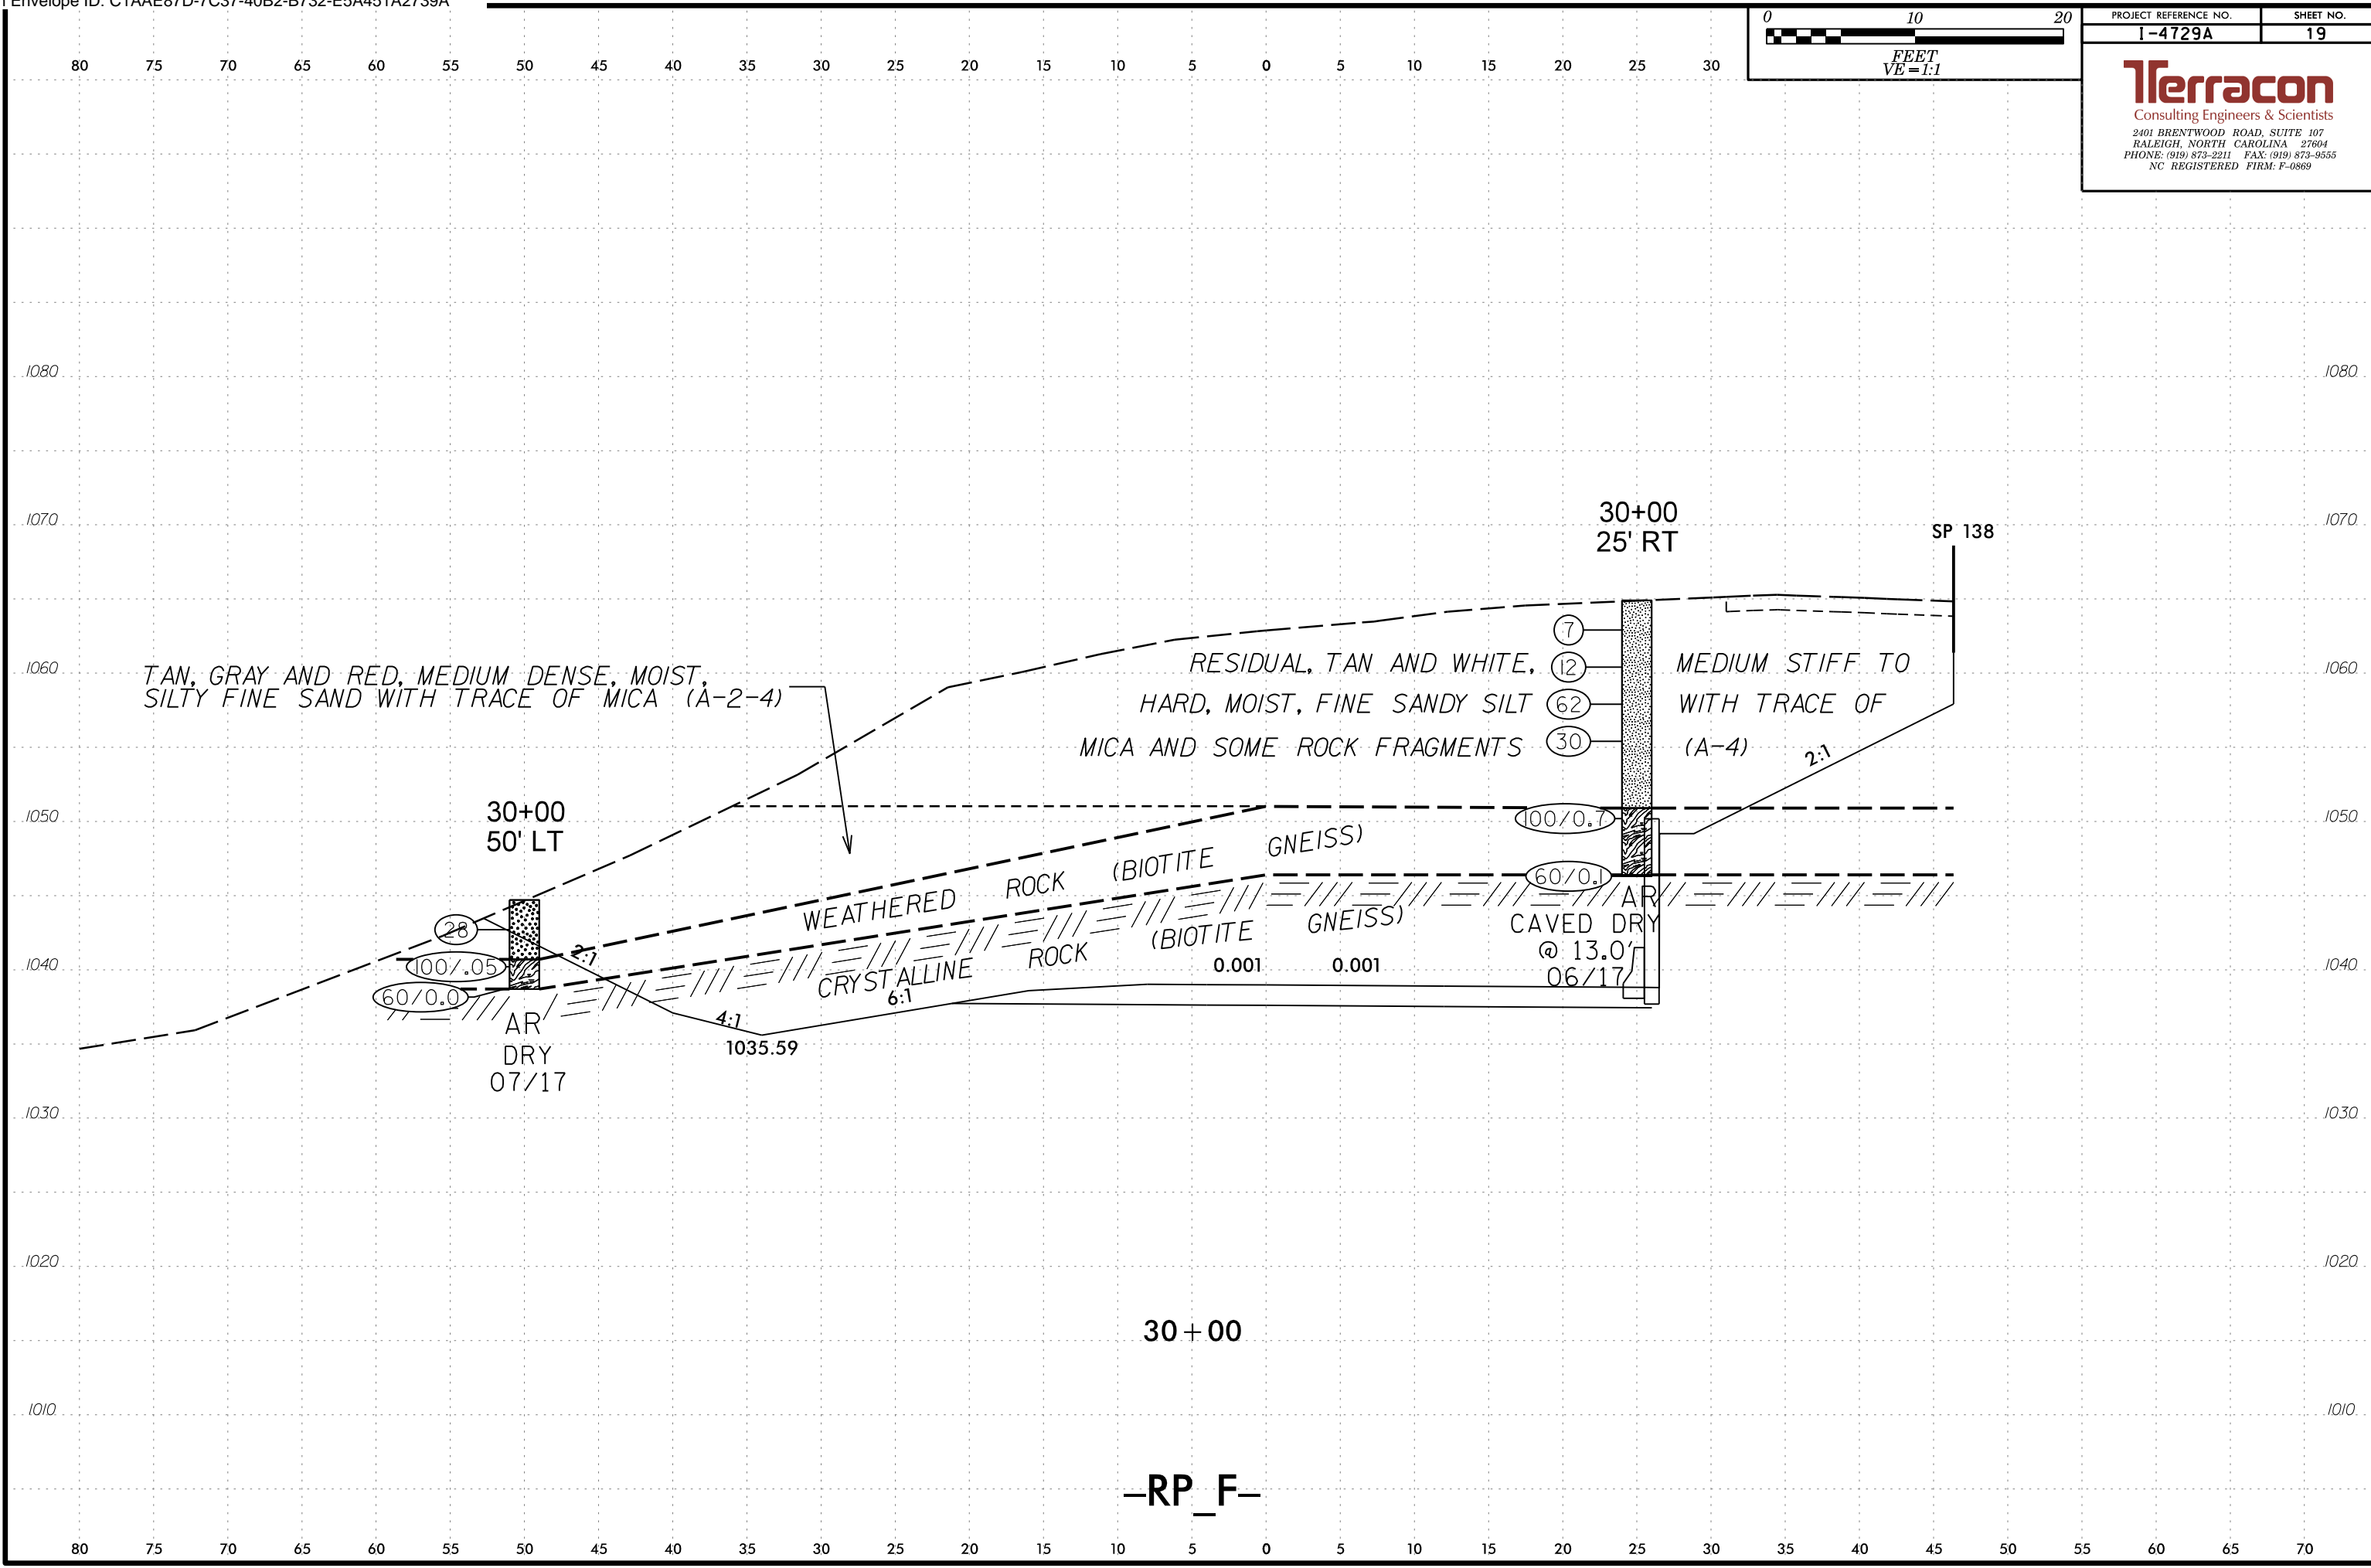 Envelope ID: C1AAE87D-7C37-40B2-B732-E5A451A2739A
0 10 20
FEET
VE=1:1
PROJECT REFERENCE NO. SHEET NO.
I-4729A 19
Terracon
Consulting Engineers & Scientists
2401 BRENTWOOD ROAD, SUITE 107
RALEIGH, NORTH CAROLINA 27604
PHONE: (919) 873-2211 FAX: (919) 873-9555
NC REGISTERED FIRM: F-0869
80 75 70 65 60 55 50 45 40 35 30 25 20 15 10 5 0 5 10 15 20 25 30
1080 1080
1070 1070
30+00
25' RT
SP 138
7
1060 1060
TAN, GRAY AND RED, MEDIUM DENSE, MOIST,
SILTY FINE SAND WITH TRACE OF MICA (A-2-4)
RESIDUAL, TAN AND WHITE, 12 MEDIUM STIFF TO
HARD, MOIST, FINE SANDY SILT 62 WITH TRACE OF
MICA AND SOME ROCK FRAGMENTS 30 (A-4)
2:1
30+00
50' LT
1050 1050
100/0.7
WEATHERED ROCK (BIOTITE GNEISS)
60/0.1
28
AR
CAVED DRY
@ 13.0'
06/17
CRYSTALLINE ROCK (BIOTITE GNEISS)
2:1
1040 1040
100/.05
0.001 0.001
60/0.0
6:1
4:1
1035.59
AR
DRY
07/17
1030 1030
1020 1020
30+00
1010 1010
–RP_F–
80 75 70 65 60 55 50 45 40 35 30 25 20 15 10 5 0 5 10 15 20 25 30 35 40 45 50 55 60 65 70